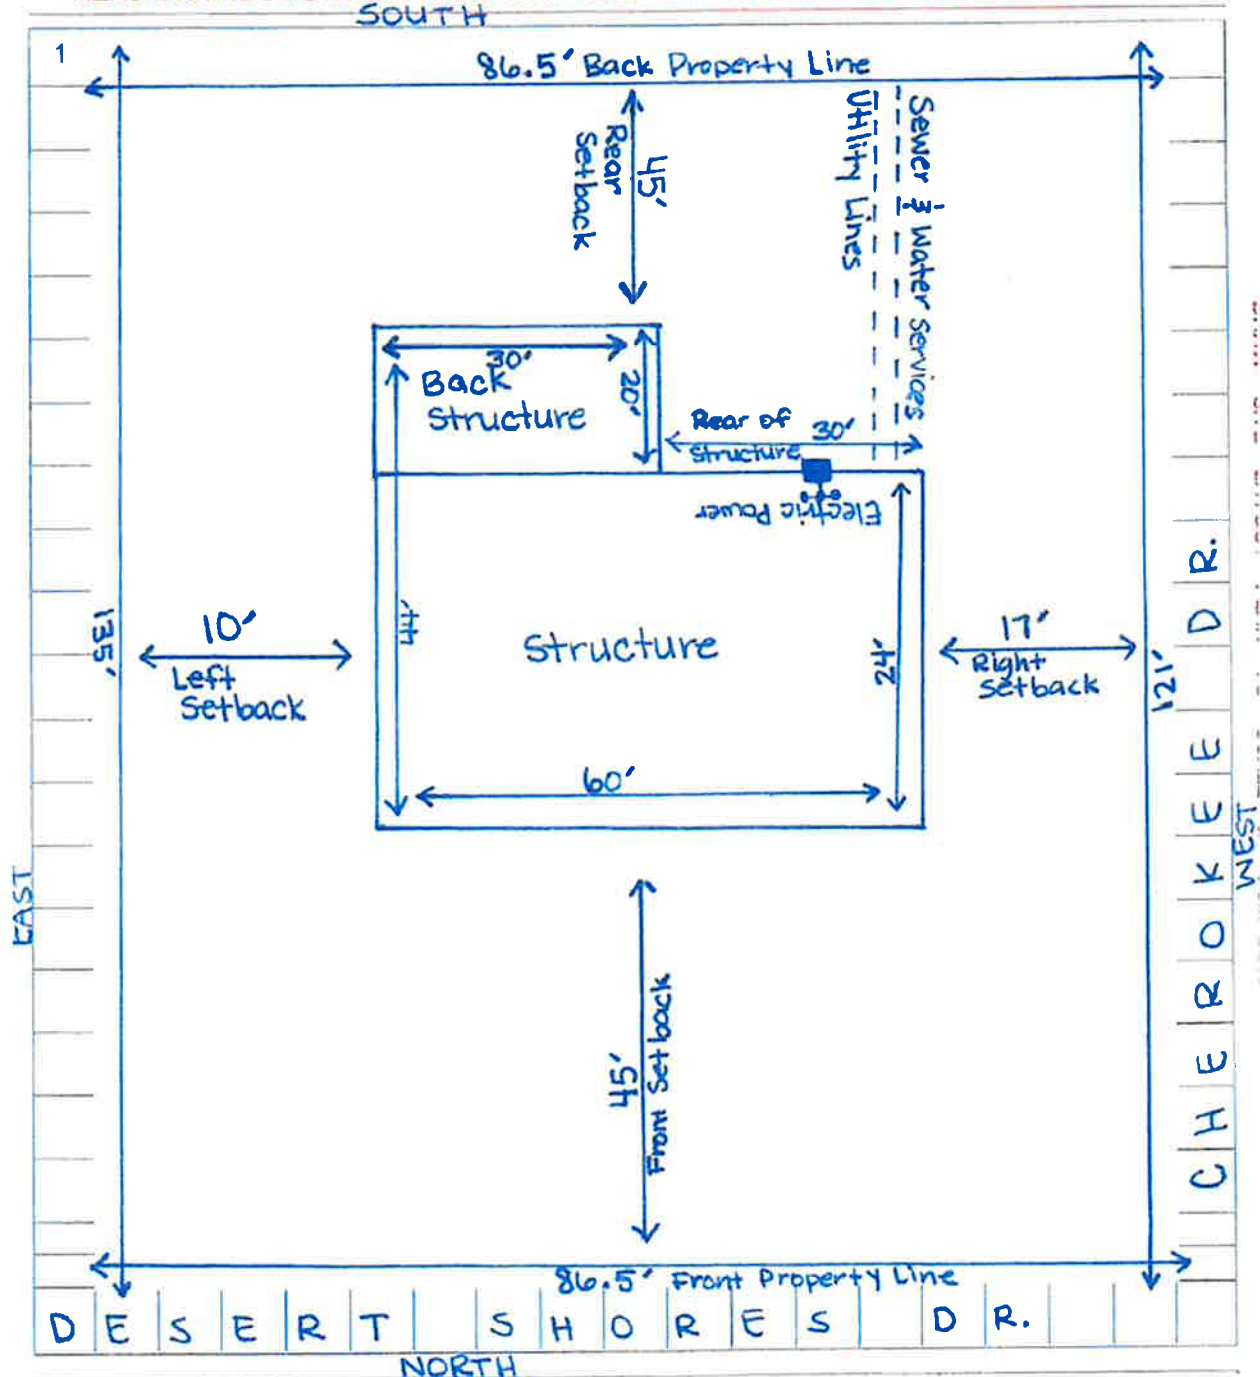 SOUTH
1
86.5' Back Property Line
45'
Rear
Setback
Utility Lines
Sewer & Water Services
30'
Back
Structure
20'
Rear of
Structure
30'
Electric Power
44'
Structure
24'
60'
135'
10'
Left
Setback
17'
Right
Setback
121'
EAST
WEST
CHEROKEE DR.
45'
Front Setback
86.5' Front Property Line
DESERT SHORES DR.
NORTH